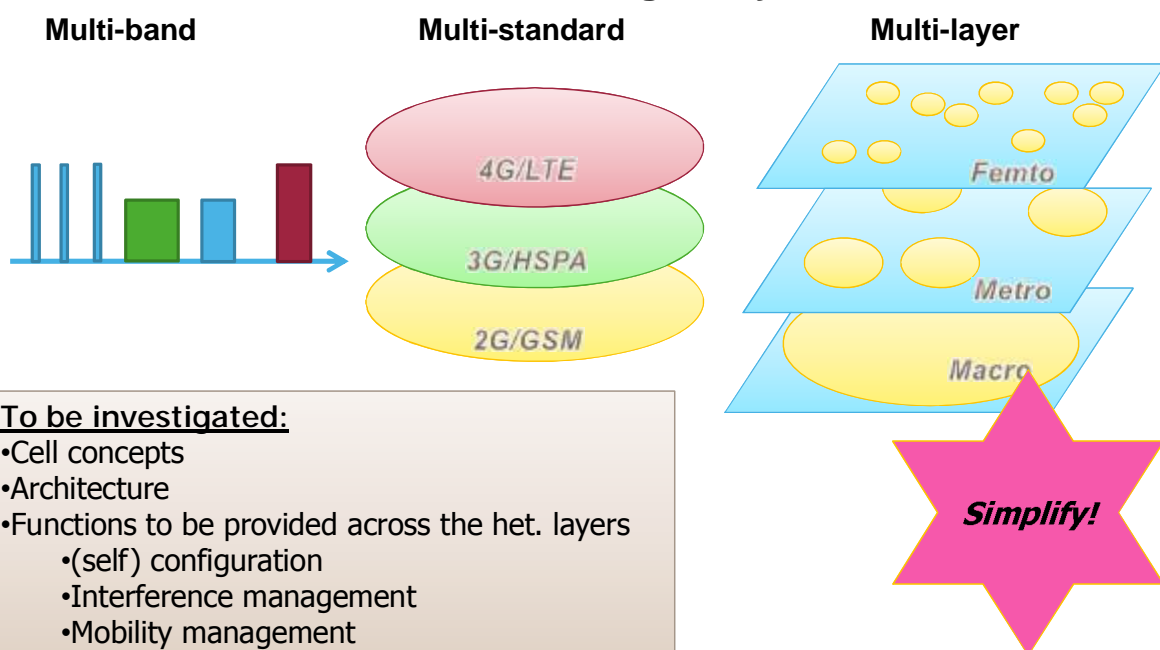 Multi-band
Multi-standard
Multi-layer
4G/LTE
3G/HSPA
2G/GSM
Femto
Metro
Macro
To be investigated:
•Cell concepts
•Architecture
•Functions to be provided across the het. layers
•(self) configuration
•Interference management
•Mobility management
Simplify!